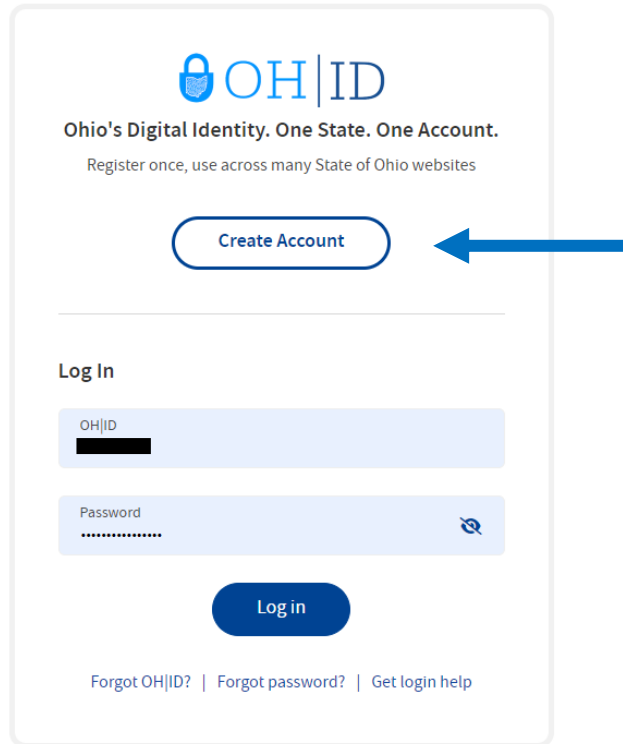 OH|ID
Ohio's Digital Identity. One State. One Account.
Register once, use across many State of Ohio websites
Create Account
Log In
OH|ID
Password
................
Log in
Forgot OH|ID? | Forgot password? | Get login help